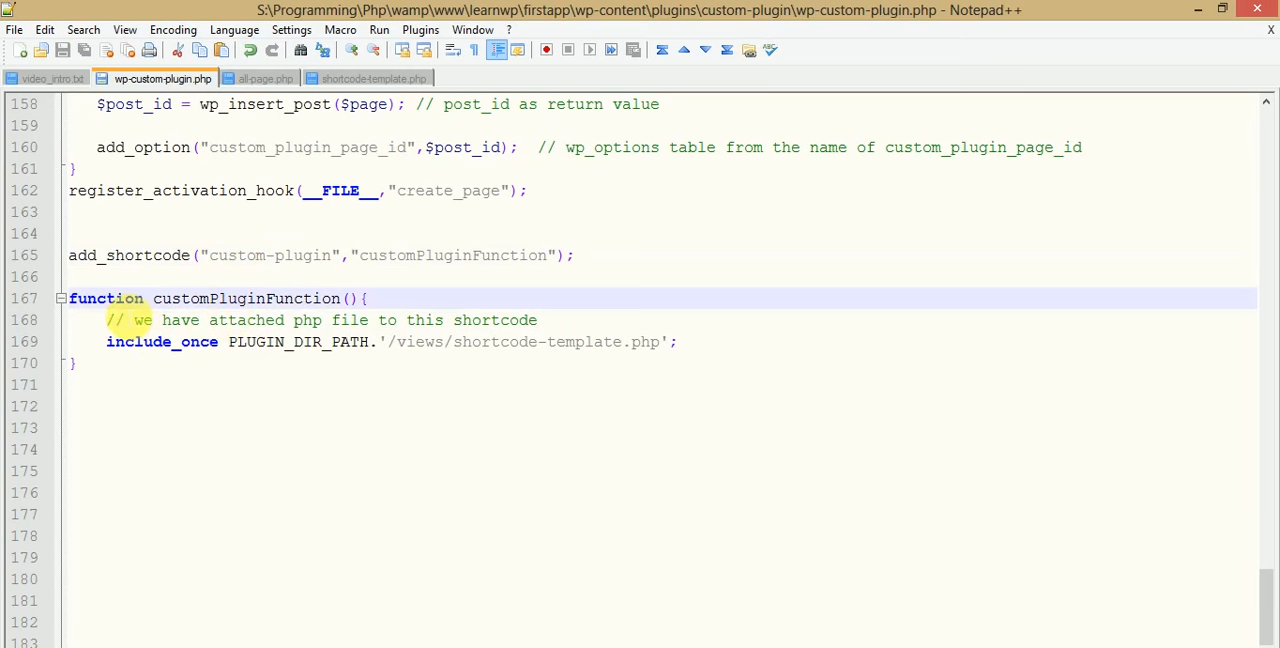 S:\Programming\Php\wamp\www\learnwp\firstapp\wp-content\plugins\custom-plugin\wp-custom-plugin.php - Notepad++
File Edit Search View Encoding Language Settings Macro Run Plugins Window ? X
video_intro.txt wp-custom-plugin.php all-page.php shortcode-template.php
158 $post_id = wp_insert_post($page); // post_id as return value
159
160 add_option("custom_plugin_page_id",$post_id); // wp_options table from the name of custom_plugin_page_id
161 }
162 register_activation_hook(__FILE__,"create_page");
163
164
165 add_shortcode("custom-plugin","customPluginFunction");
166
167 function customPluginFunction(){
168 // we have attached php file to this shortcode
169 include_once PLUGIN_DIR_PATH.'/views/shortcode-template.php';
170 }
171
172
173
174
175
176
177
178
179
180
181
182
183